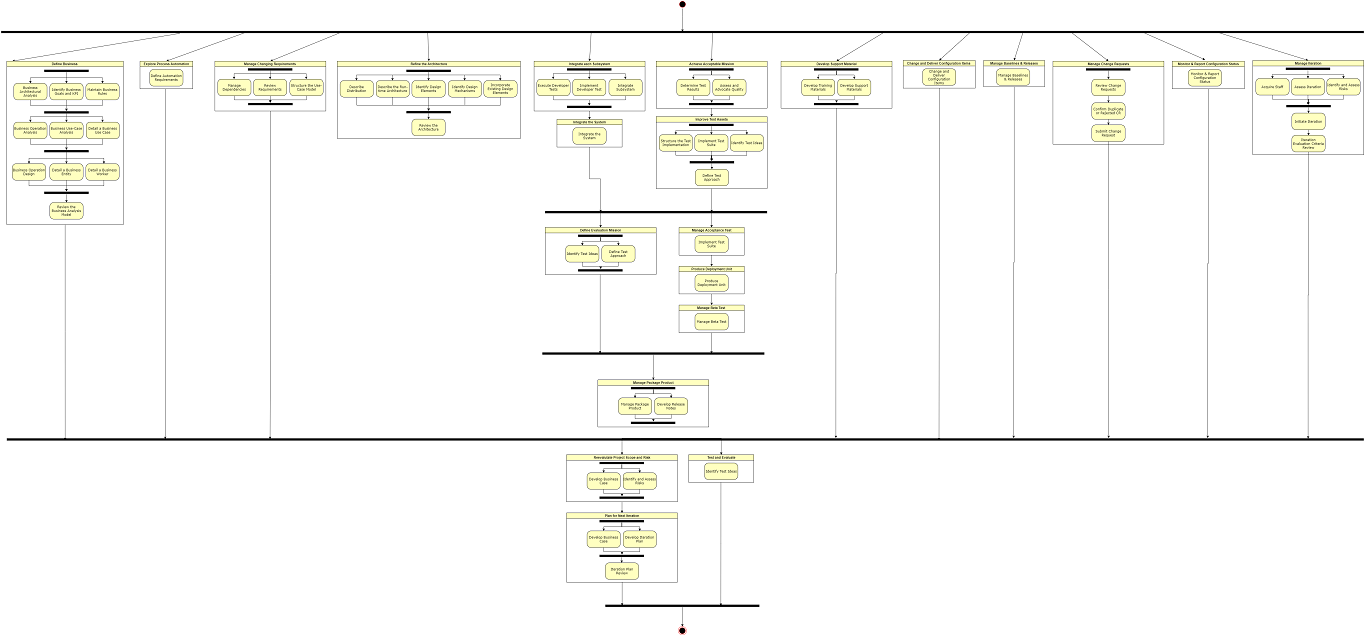 Define Business
Business
Architectural
Analysis
Identify Business
Goals and KPI
Maintain Business
Rules
Business Operation
Analysis
Business Use-Case
Analysis
Detail a Business
Use Case
Business Operation
Design
Detail a Business
Entity
Detail a Business
Worker
Review the
Business Analysis
Model
Explore Process Automation
Define Automation
Requirements
Manage Changing Requirements
Manage
Dependencies
Review
Requirements
Structure the Use-
Case Model
Refine the Architecture
Describe
Distribution
Describe the Run-
time Architecture
Identify Design
Elements
Identify Design
Mechanisms
Incorporate
Existing Design
Elements
Review the
Architecture
Integrate each Subsystem
Execute Developer
Tests
Implement
Developer Test
Integrate
Subsystem
Integrate the System
Integrate the
System
Achieve Acceptable Mission
Determine Test
Results
Assess and
Advocate Quality
Improve Test Assets
Structure the Test
Implementation
Implement Test
Suite
Identify Test Ideas
Define Test
Approach
Develop Support Material
Develop Training
Materials
Develop Support
Materials
Change and Deliver Configuration Items
Change and
Deliver
Configuration
Items
Manage Baselines & Releases
Manage Baselines
& Releases
Manage Change Requests
Review Change
Requests
Confirm Duplicate
or Rejected CR
Submit Change
Request
Monitor & Report Configuration Status
Monitor & Report
Configuration
Status
Manage Iteration
Acquire Staff
Assess Iteration
Identify and Assess
Risks
Initiate Iteration
Iteration
Evaluation Criteria
Review
Define Evaluation Mission
Identify Test Ideas
Define Test
Approach
Manage Acceptance Test
Implement Test
Suite
Produce Deployment Unit
Produce
Deployment Unit
Manage Beta Test
Manage Beta Test
Manage Package Product
Manage Package
Product
Develop Release
Notes
Reevalutate Project Scope and Risk
Develop Business
Case
Identify and Assess
Risks
Test and Evaluate
Identify Test Ideas
Plan for Next Iteration
Develop Business
Case
Develop Iteration
Plan
Iteration Plan
Review